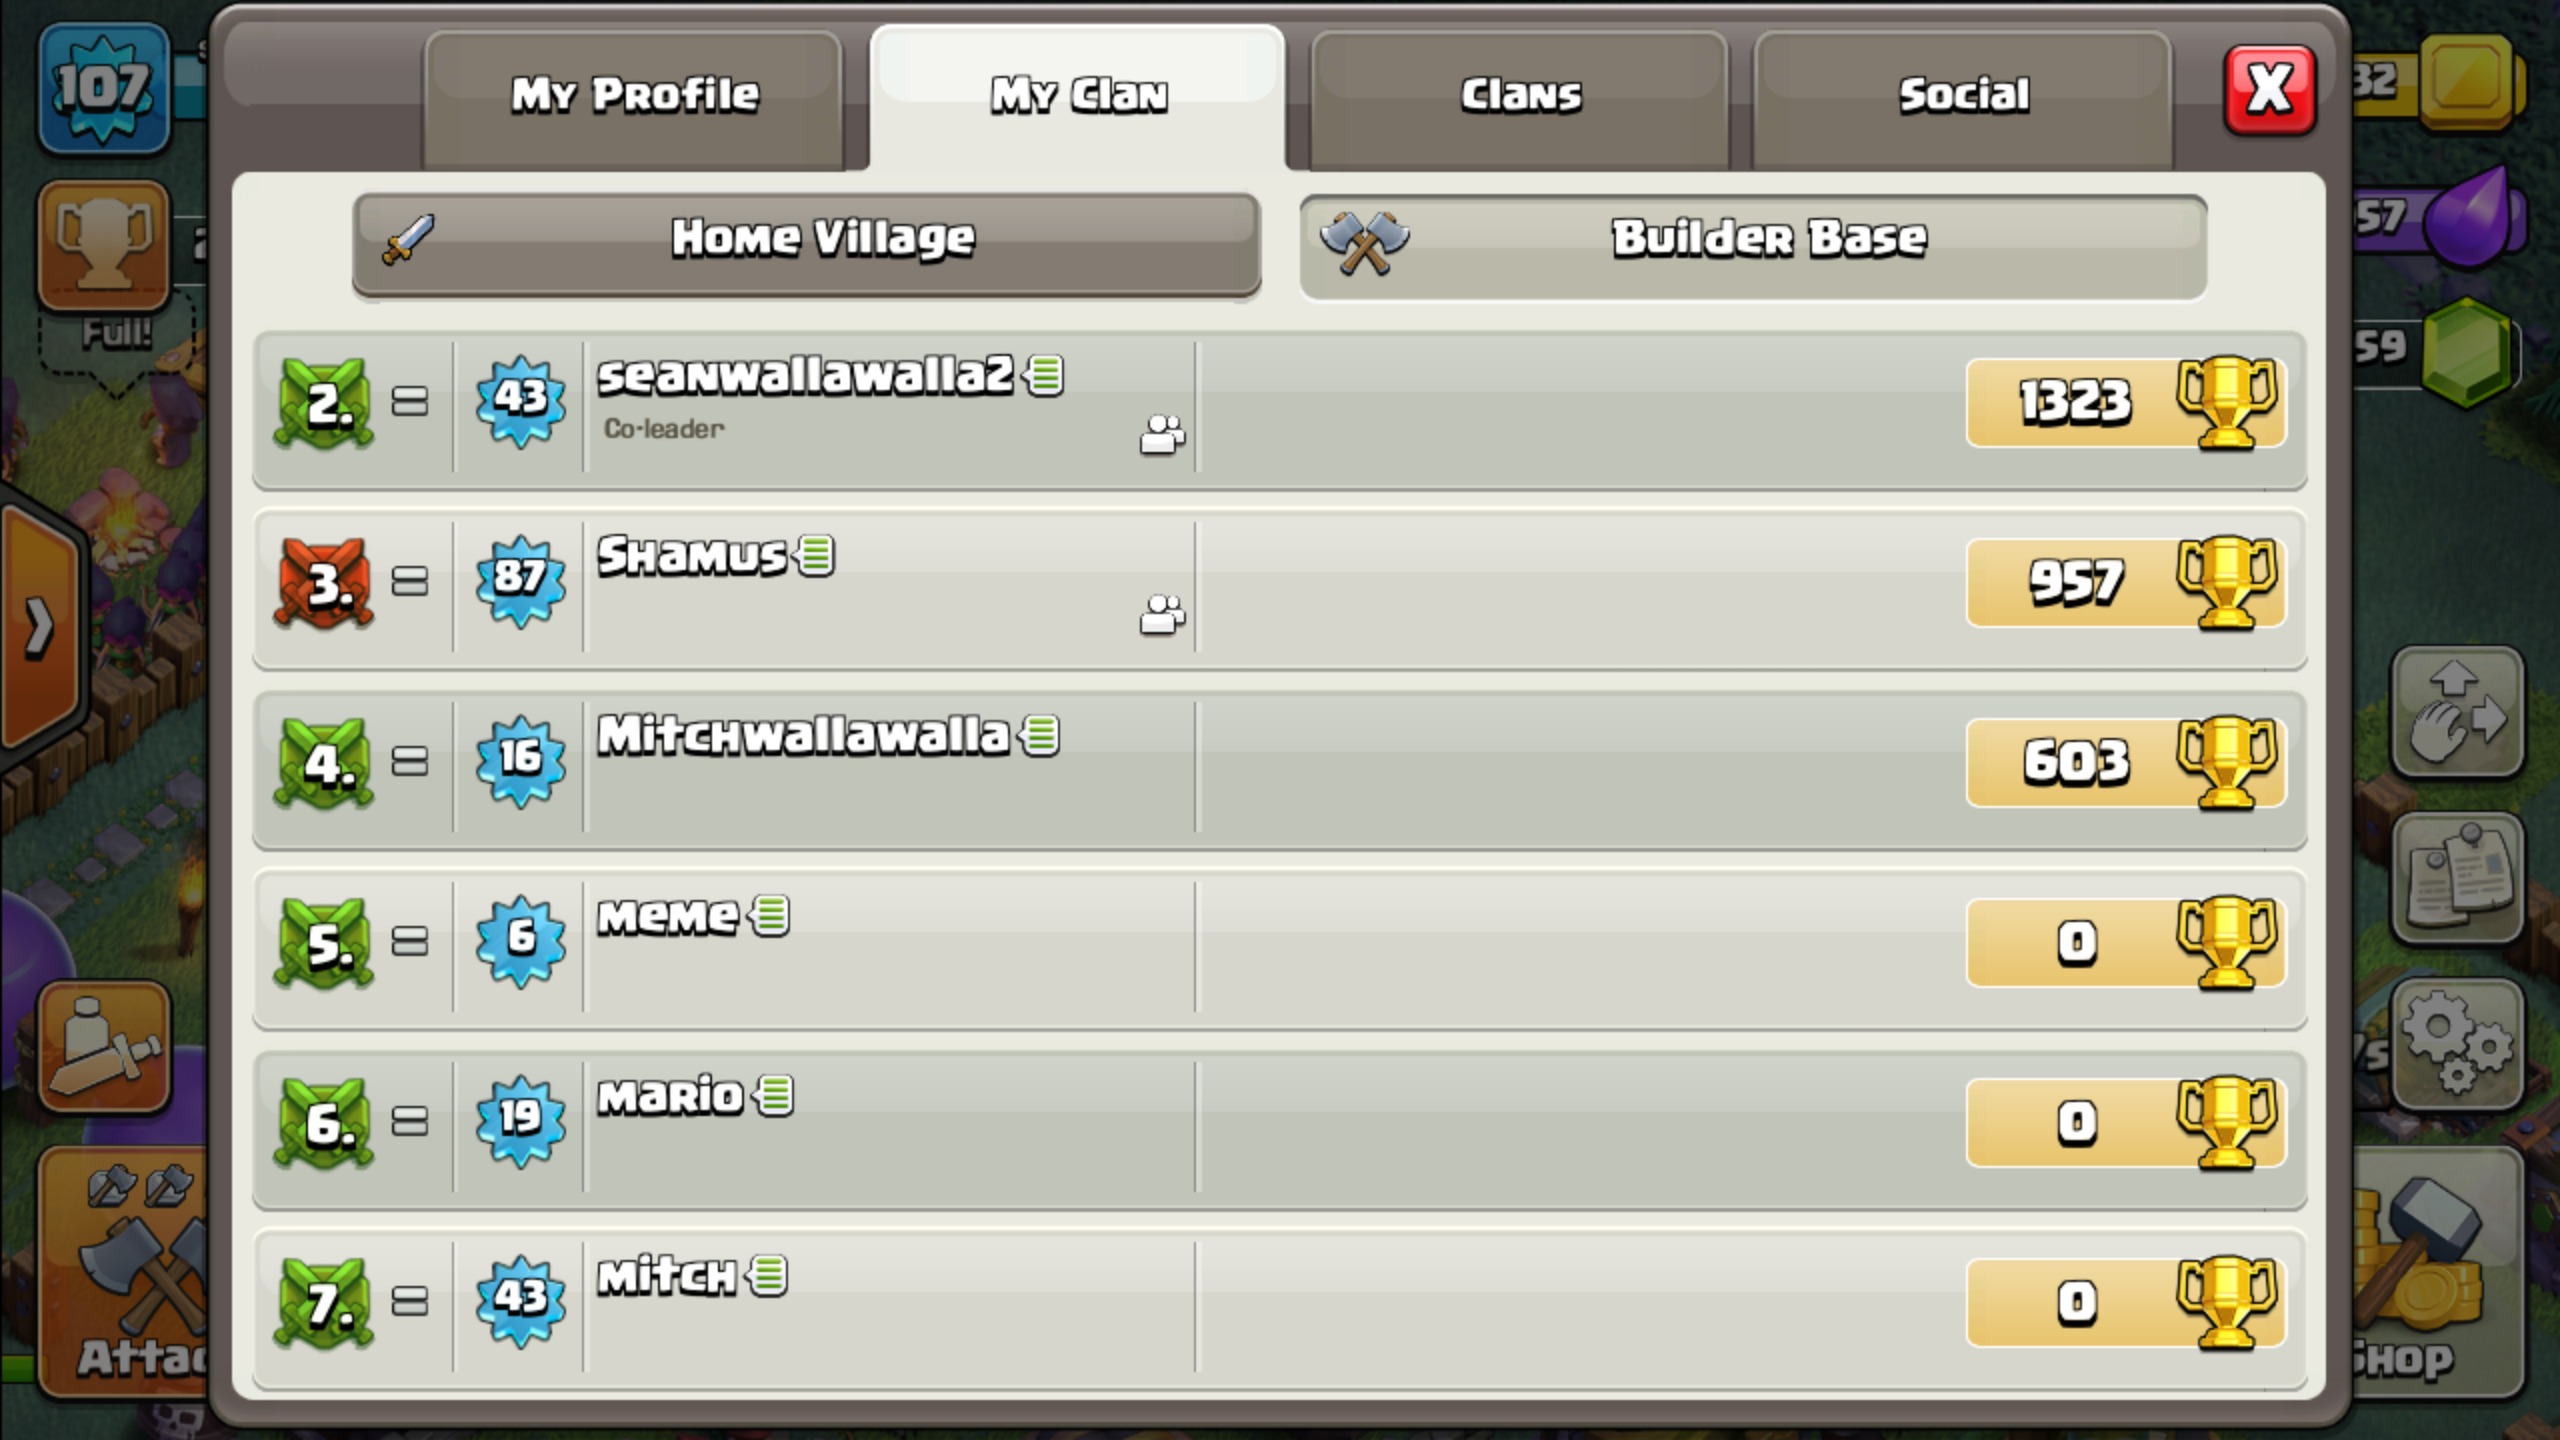 107
My Profile
My Clan
Clans
Social
X
32
Home Village
Builder Base
57
Full!
59
2. = 43 seanwallawalla2 1323
Co-leader
3. = 87 Shamus 957
4. = 16 Mitchwallawalla 603
5. = 6 meme 0
6. = 19 mario 0
7. = 43 mitch 0
Attac
Shop